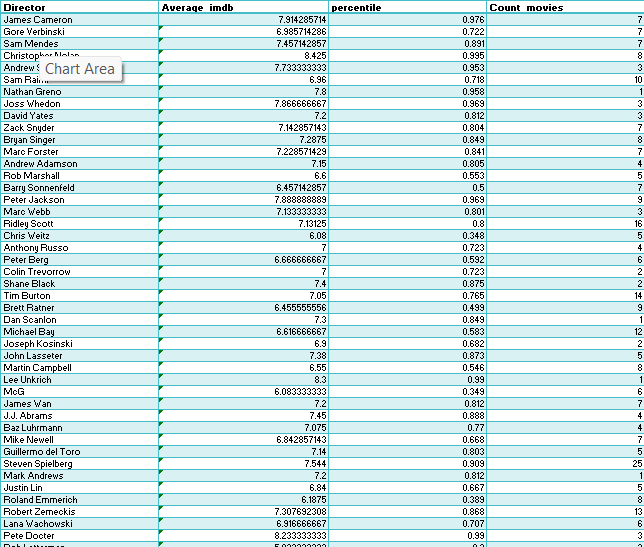 Director Average_imdb percentile Count_movies
James Cameron 7.914285714 0.976 7
Gore Verbinski 6.985714286 0.722 7
Sam Mendes 7.457142857 0.891 7
Christopher Nolan 8.425 0.995 8
Andrew S 7.733333333 0.953 3
Chart Area
Sam Raimi 6.96 0.718 10
Nathan Greno 7.8 0.958 1
Joss Whedon 7.866666667 0.969 3
David Yates 7.2 0.812 3
Zack Snyder 7.142857143 0.804 7
Bryan Singer 7.2875 0.849 8
Marc Forster 7.228571429 0.841 7
Andrew Adamson 7.15 0.805 4
Rob Marshall 6.6 0.553 5
Barry Sonnenfeld 6.457142857 0.5 7
Peter Jackson 7.888888889 0.969 9
Marc Webb 7.133333333 0.801 3
Ridley Scott 7.13125 0.8 16
Chris Weitz 6.08 0.348 5
Anthony Russo 7 0.723 4
Peter Berg 6.666666667 0.592 6
Colin Trevorrow 7 0.723 2
Shane Black 7.4 0.875 2
Tim Burton 7.05 0.765 14
Brett Ratner 6.455555556 0.499 9
Dan Scanlon 7.3 0.849 1
Michael Bay 6.616666667 0.583 12
Joseph Kosinski 6.9 0.682 2
John Lasseter 7.38 0.873 5
Martin Campbell 6.55 0.546 8
Lee Unkrich 8.3 0.99 1
McG 6.083333333 0.349 6
James Wan 7.2 0.812 7
J.J. Abrams 7.45 0.888 4
Baz Luhrmann 7.075 0.77 4
Mike Newell 6.842857143 0.668 7
Guillermo del Toro 7.14 0.803 5
Steven Spielberg 7.544 0.909 25
Mark Andrews 7.2 0.812 1
Justin Lin 6.84 0.667 5
Roland Emmerich 6.1875 0.389 8
Robert Zemeckis 7.307692308 0.868 13
Lana Wachowski 6.916666667 0.707 6
Pete Docter 8.233333333 0.99 3